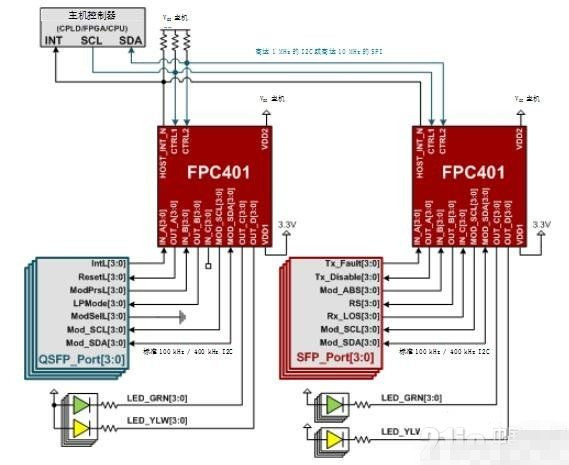 主机控制器
(CPLD/FPGA/CPU)
INT SCL SDA
主机
高达 1 MHz 的 I2C 或高达 10 MHz 的 SPI
主机
主机
HOST_INT_N
CTRL1
CTRL2
VDD2
FPC401
IN_A[3:0]
OUT_A[3:0]
IN_B[3:0]
OUT_B[3:0]
IN_C[3:0]
MOD_SCL[3:0]
MOD_SDA[3:0]
OUT_C[3:0]
OUT_D[3:0]
VDD1
3.3V
HOST_INT_N
CTRL1
CTRL2
VDD2
FPC401
IN_A[3:0]
OUT_A[3:0]
IN_B[3:0]
OUT_B[3:0]
IN_C[3:0]
MOD_SCL[3:0]
MOD_SDA[3:0]
OUT_C[3:0]
OUT_D[3:0]
VDD1
3.3V
IntL[3:0]
ResetL[3:0]
ModPrsL[3:0]
LPMode[3:0]
ModSelL[3:0]
Mod_SCL[3:0]
Mod_SDA[3:0]
QSFP_Port[3:0]
标准 100 kHz / 400 kHz I2C
Tx_Fault[3:0]
Tx_Disable[3:0]
Mod_ABS[3:0]
RS[3:0]
Rx_LOS[3:0]
Mod_SCL[3:0]
Mod_SDA[3:0]
SFP_Port[3:0]
标准 100 kHz / 400 kHz I2C
LED_GRN[3:0]
LED_YLW[3:0]
LED_GRN[3:0]
LED_YLW